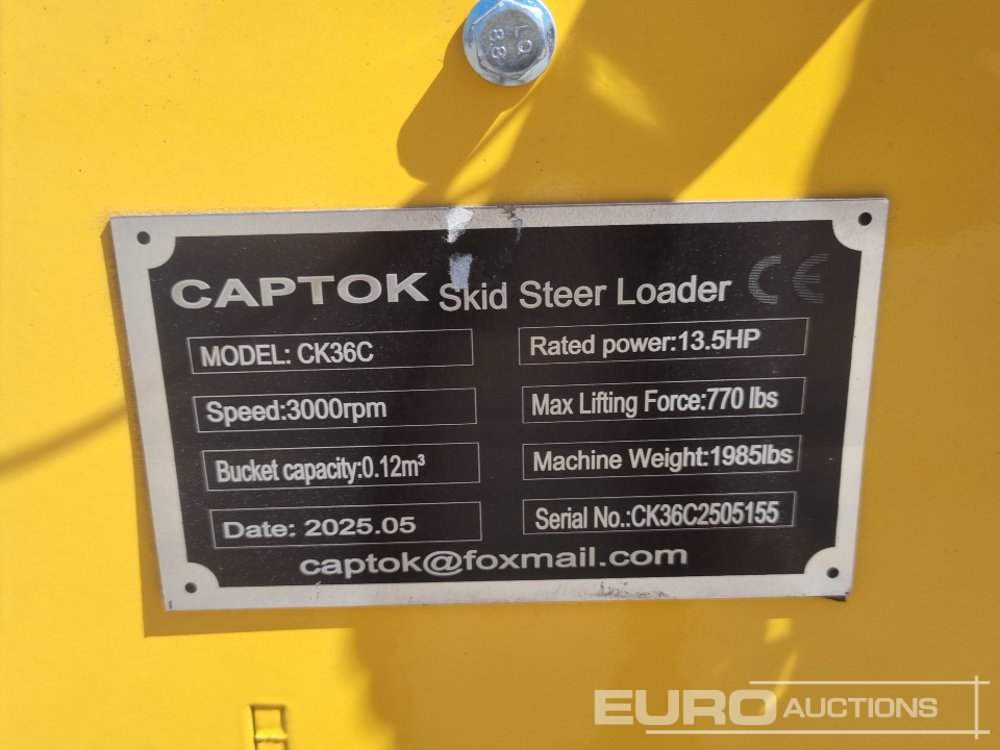 LQ
8.8
CAPTOK Skid Steer Loader CE
MODEL: CK36C
Rated power:13.5HP
Speed:3000rpm
Max Lifting Force:770 lbs
Bucket capacity:0.12m³
Machine Weight:1985lbs
Date: 2025.05
Serial No.:CK36C2505155
captok@foxmail.com
EURO AUCTIONS